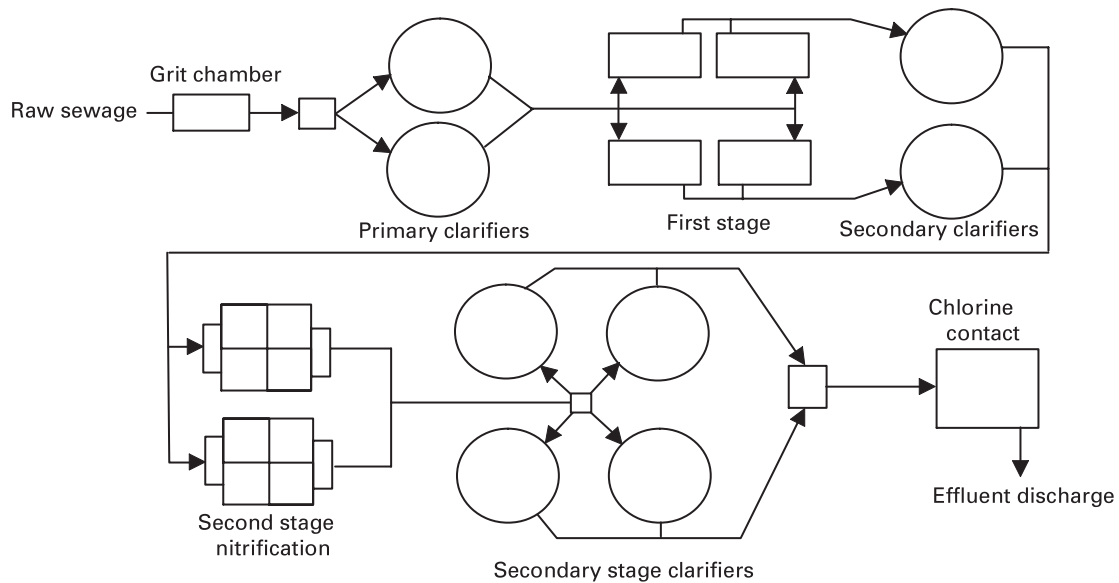 Grit chamber
Raw sewage
Primary clarifiers
First stage
Secondary clarifiers
Chlorine
contact
Effluent discharge
Second stage
nitrification
Secondary stage clarifiers